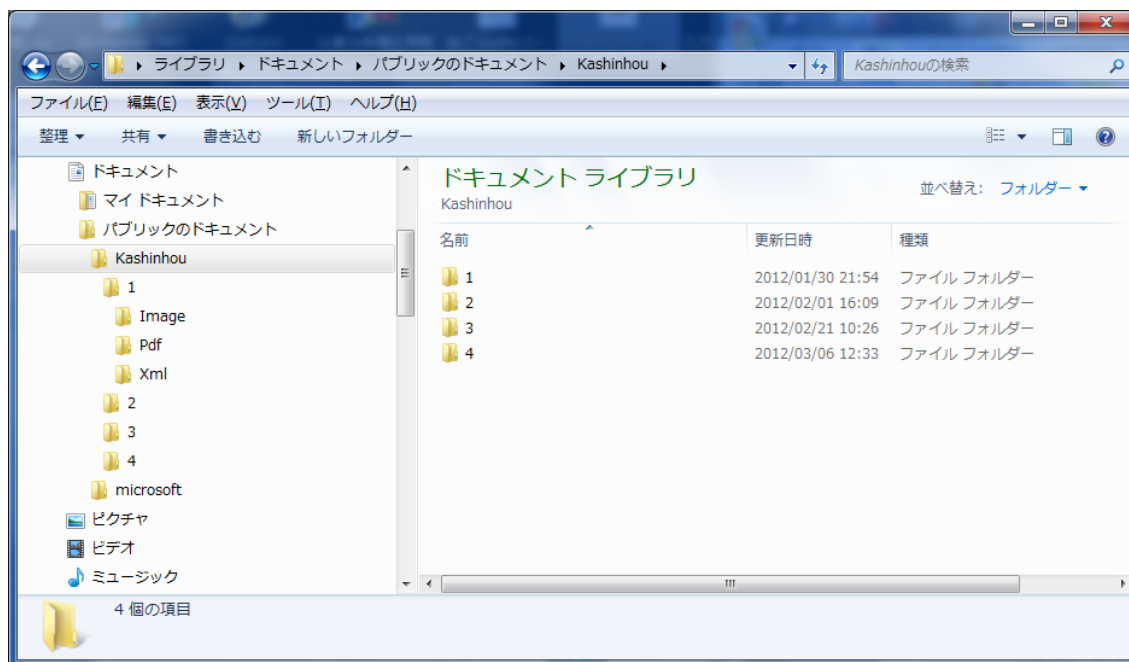 ライブラリ ▸ ドキュメント ▸ パブリックのドキュメント ▸ Kashinhou ▸
Kashinhouの検索
ファイル(F) 編集(E) 表示(V) ツール(T) ヘルプ(H)
整理 ▼ 共有 ▼ 書き込む 新しいフォルダー
ドキュメント
マイ ドキュメント
パブリックのドキュメント
Kashinhou
1
Image
Pdf
Xml
2
3
4
microsoft
ピクチャ
ビデオ
ミュージック
ドキュメント ライブラリ
Kashinhou
並べ替え: フォルダー ▼
名前 更新日時 種類
1 2012/01/30 21:54 ファイル フォルダー
2 2012/02/01 16:09 ファイル フォルダー
3 2012/02/21 10:26 ファイル フォルダー
4 2012/03/06 12:33 ファイル フォルダー
4 個の項目